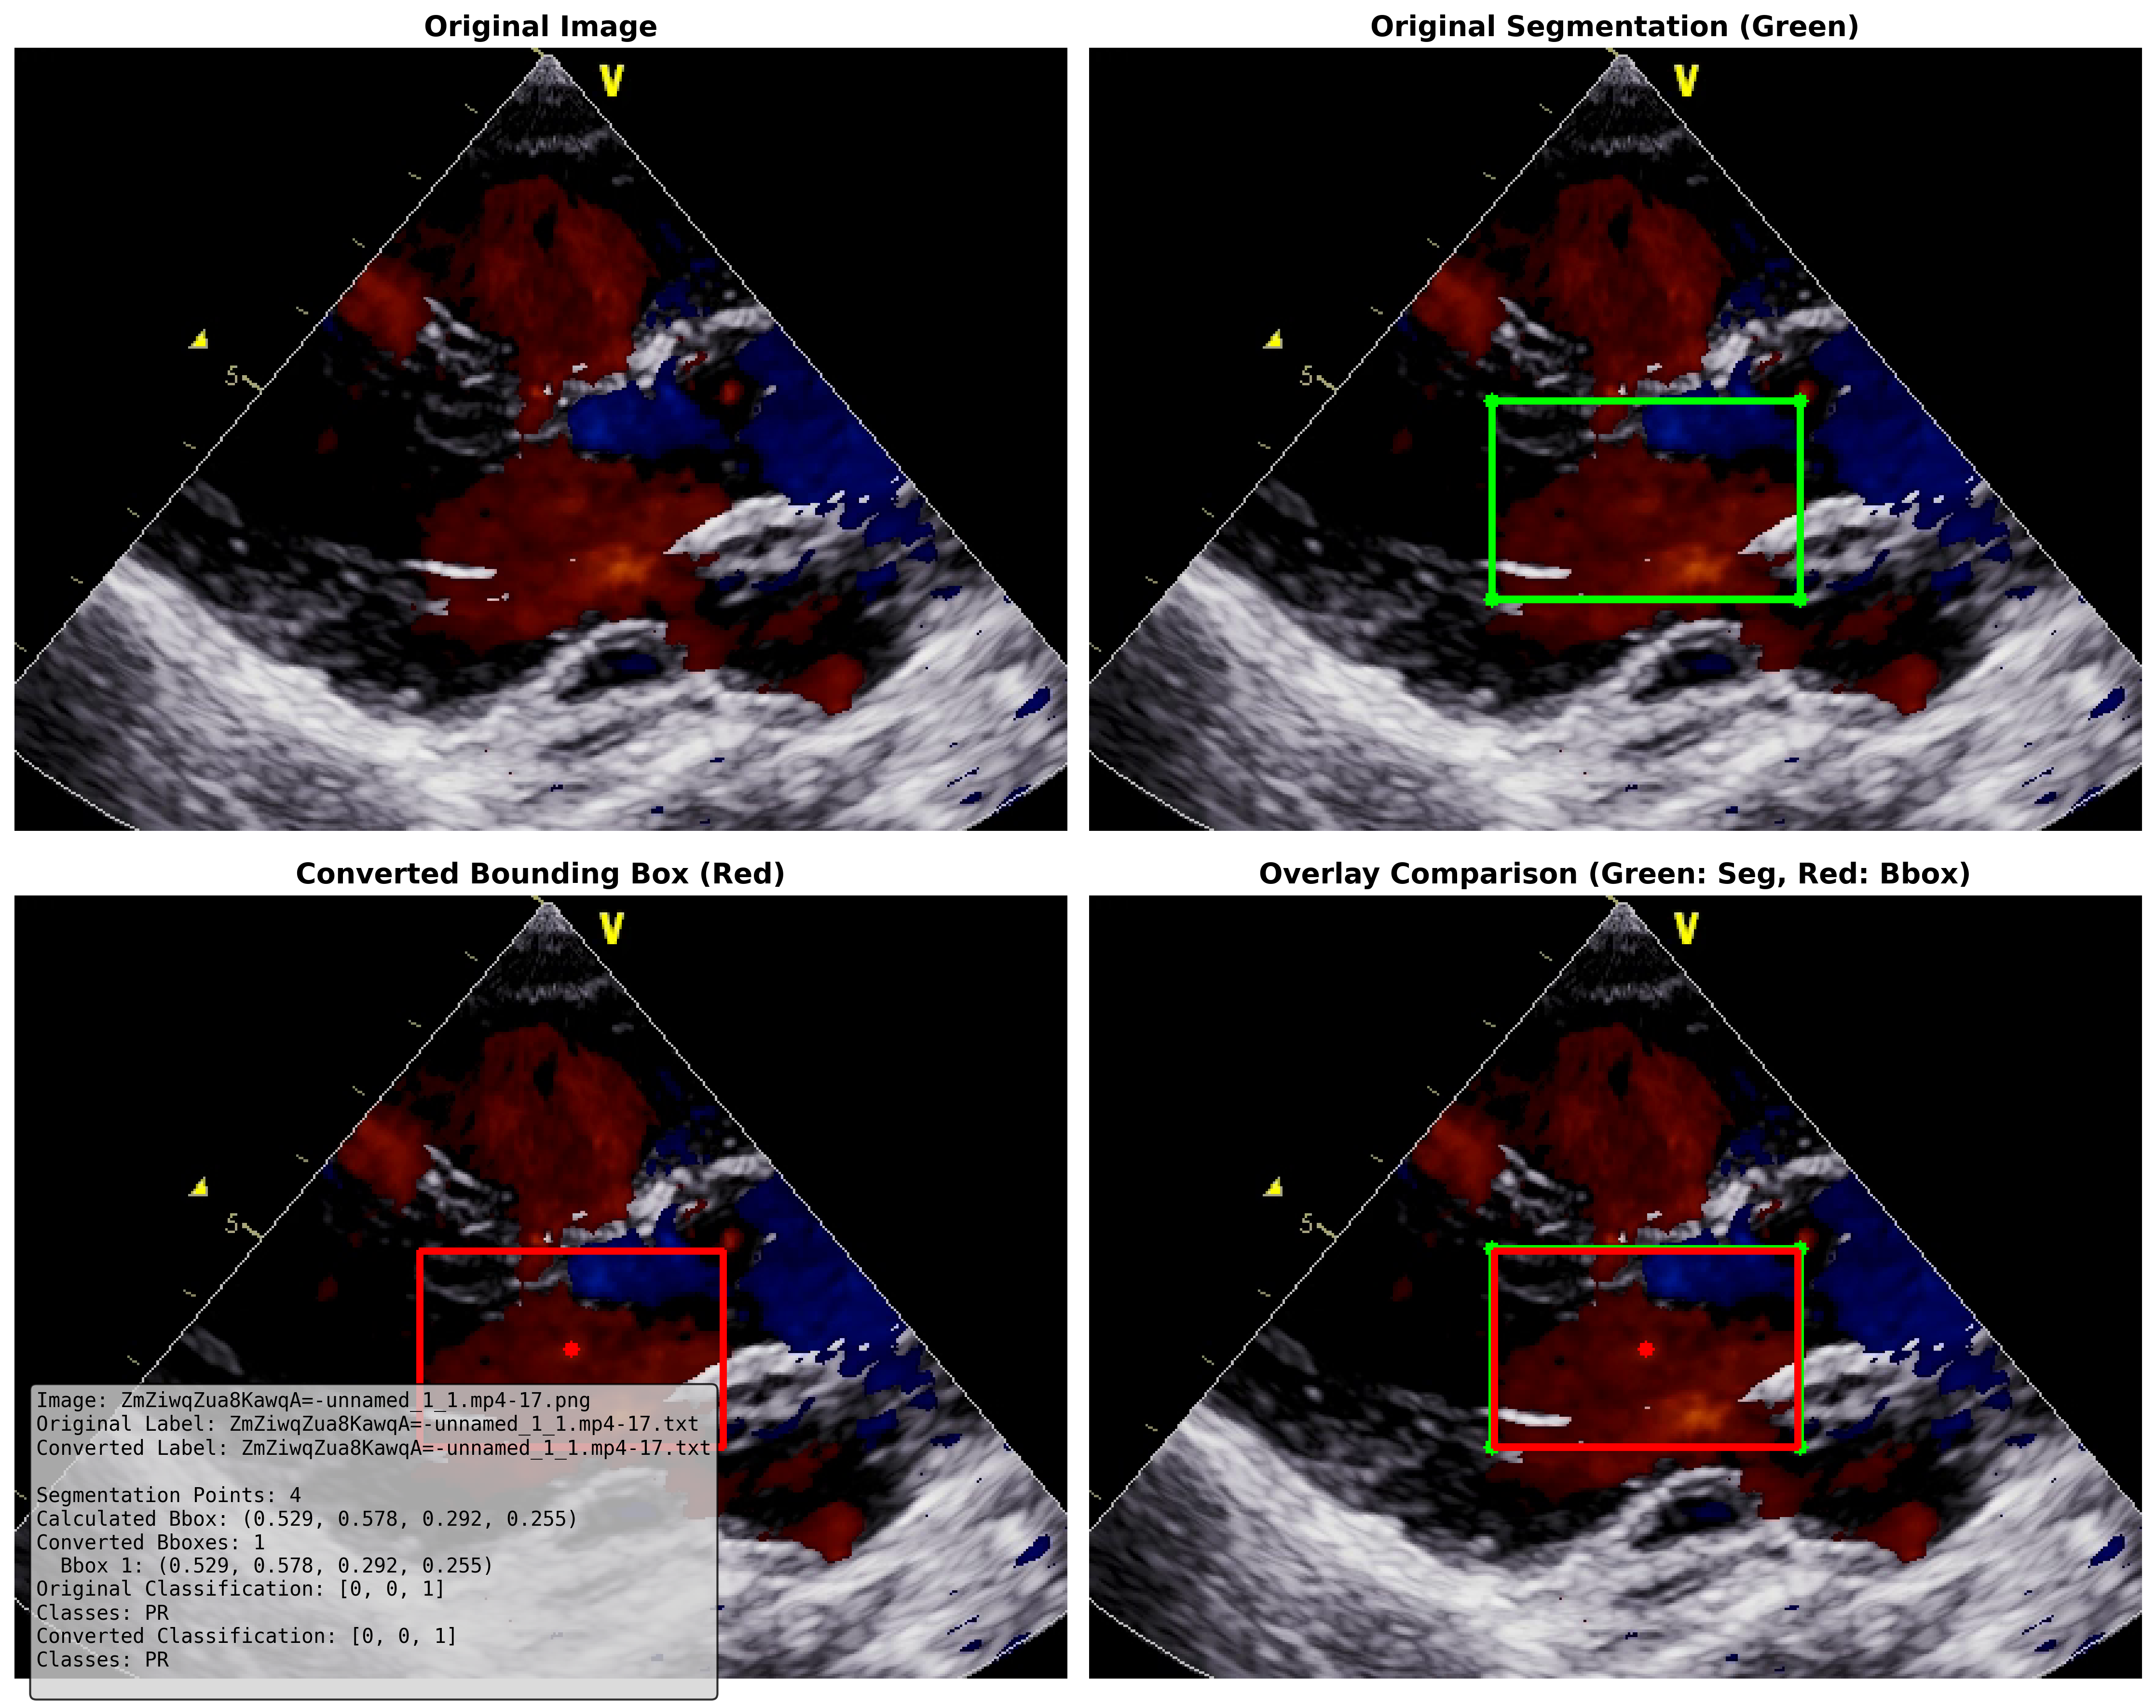 Original Image
Original Segmentation (Green)
V
5
V
5
Converted Bounding Box (Red)
Overlay Comparison (Green: Seg, Red: Bbox)
V
5
V
5
Image: ZmZiwqZua8KawqA=-unnamed_1_1.mp4-17.png
Original Label: ZmZiwqZua8KawqA=-unnamed_1_1.mp4-17.txt
Converted Label: ZmZiwqZua8KawqA=-unnamed_1_1.mp4-17.txt
Segmentation Points: 4
Calculated Bbox: (0.529, 0.578, 0.292, 0.255)
Converted Bboxes: 1
Bbox 1: (0.529, 0.578, 0.292, 0.255)
Original Classification: [0, 0, 1]
Classes: PR
Converted Classification: [0, 0, 1]
Classes: PR